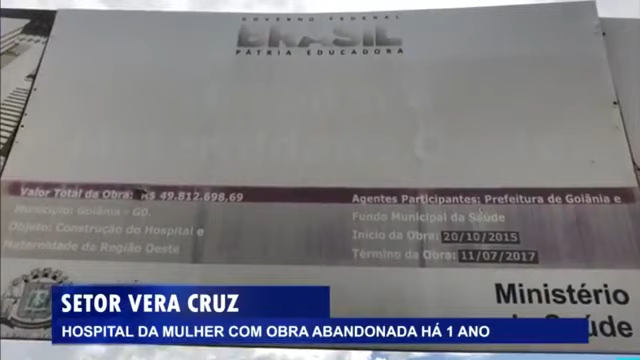 GOVERNO FEDERAL
BRASIL
PÁTRIA EDUCADORA
Valor Total da Obra: R$ 49.812.698,69
Município: Goiânia - GO.
Objeto: Construção do Hospital e
Maternidade da Região Oeste
Agentes Participantes: Prefeitura de Goiânia e
Fundo Municipal da Saúde
Início da Obra: 20/10/2015
Término da Obra: 11/07/2017
Ministério
da Saúde
SETOR VERA CRUZ
HOSPITAL DA MULHER COM OBRA ABANDONADA HÁ 1 ANO